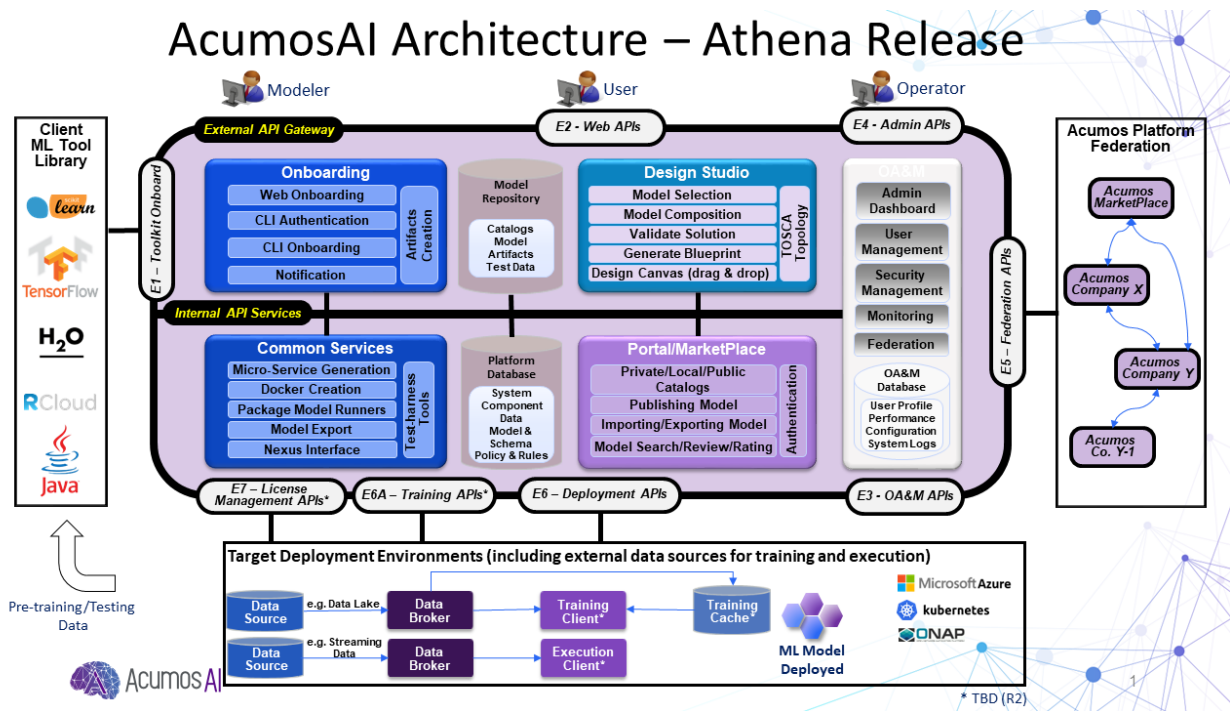 AcumosAI Architecture – Athena Release
Modeler
User
Operator
External API Gateway
E2 - Web APIs
E4 - Admin APIs
Client
ML Tool
Library
learn
TensorFlow
H2O
RCloud
Java
Pre-training/Testing
Data
E1 – Toolkit Onboard
Onboarding
Web Onboarding
CLI Authentication
CLI Onboarding
Notification
Artifacts
Creation
Model
Repository
Catalogs
Model
Artifacts
Test Data
Design Studio
Model Selection
Model Composition
Validate Solution
Generate Blueprint
Design Canvas (drag & drop)
TOSCA
Topology
OA&M
Admin
Dashboard
User
Management
Security
Management
Monitoring
Federation
OA&M
Database
User Profile
Performance
Configuration
System Logs
Internal API Services
Common Services
Micro-Service Generation
Docker Creation
Package Model Runners
Model Export
Nexus Interface
Test-harness
Tools
Platform
Database
System
Component
Data
Model &
Schema
Policy & Rules
Portal/MarketPlace
Private/Local/Public
Catalogs
Publishing Model
Importing/Exporting Model
Model Search/Review/Rating
Authentication
E5 – Federation APIs
Acumos Platform
Federation
Acumos
MarketPlace
Acumos
Company X
Acumos
Company Y
Acumos
Co. Y-1
E7 – License
Management APIs*
E6A – Training APIs*
E6 – Deployment APIs
E3 - OA&M APIs
Target Deployment Environments (including external data sources for training and execution)
Data
Source
e.g. Data Lake
Data
Broker
Training
Client*
Training
Cache*
Data
Source
e.g. Streaming
Data
Data
Broker
Execution
Client*
ML Model
Deployed
Microsoft Azure
kubernetes
ONAP
AcumosAI
1
* TBD (R2)